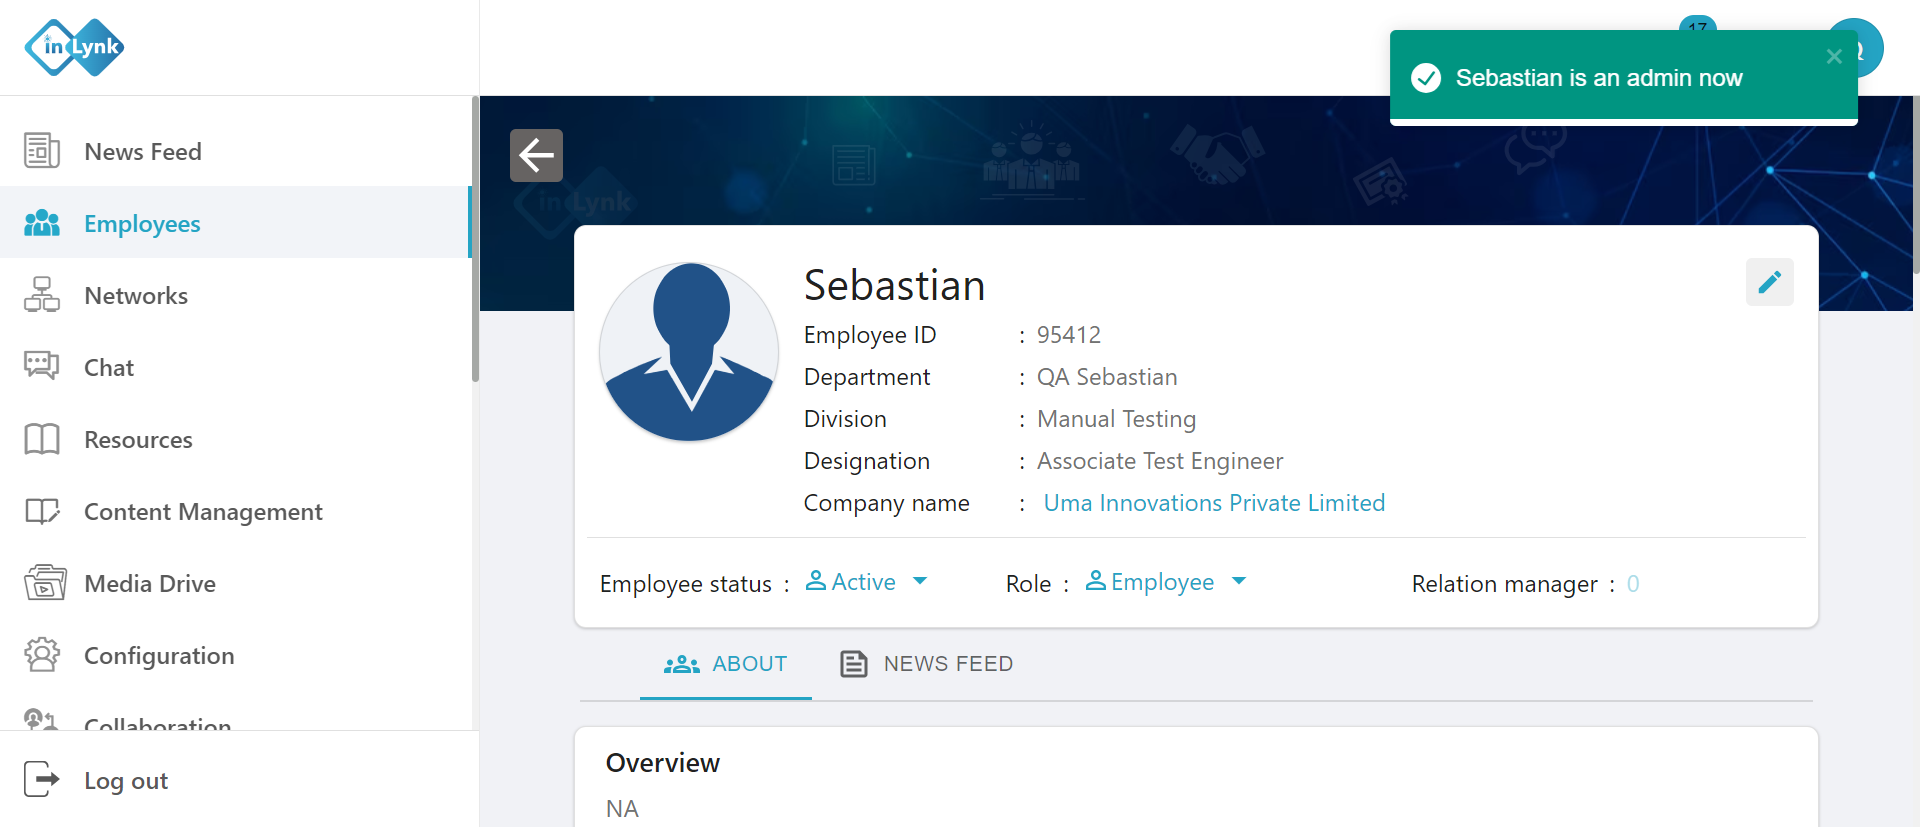 inLynk
17
Sebastian is an admin now
News Feed
Employees
Networks
Chat
Resources
Content Management
Media Drive
Configuration
Collaboration
Log out
inLynk
Sebastian
Employee ID : 95412
Department : QA Sebastian
Division : Manual Testing
Designation : Associate Test Engineer
Company name : Uma Innovations Private Limited
Employee status : Active
Role : Employee
Relation manager : 0
ABOUT
NEWS FEED
Overview
NA